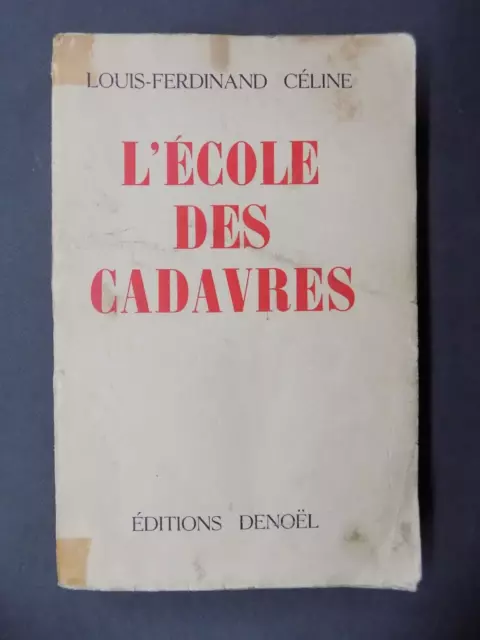 LOUIS-FERDINAND CÉLINE
L'ÉCOLE
DES
CADAVRES
ÉDITIONS DENOËL